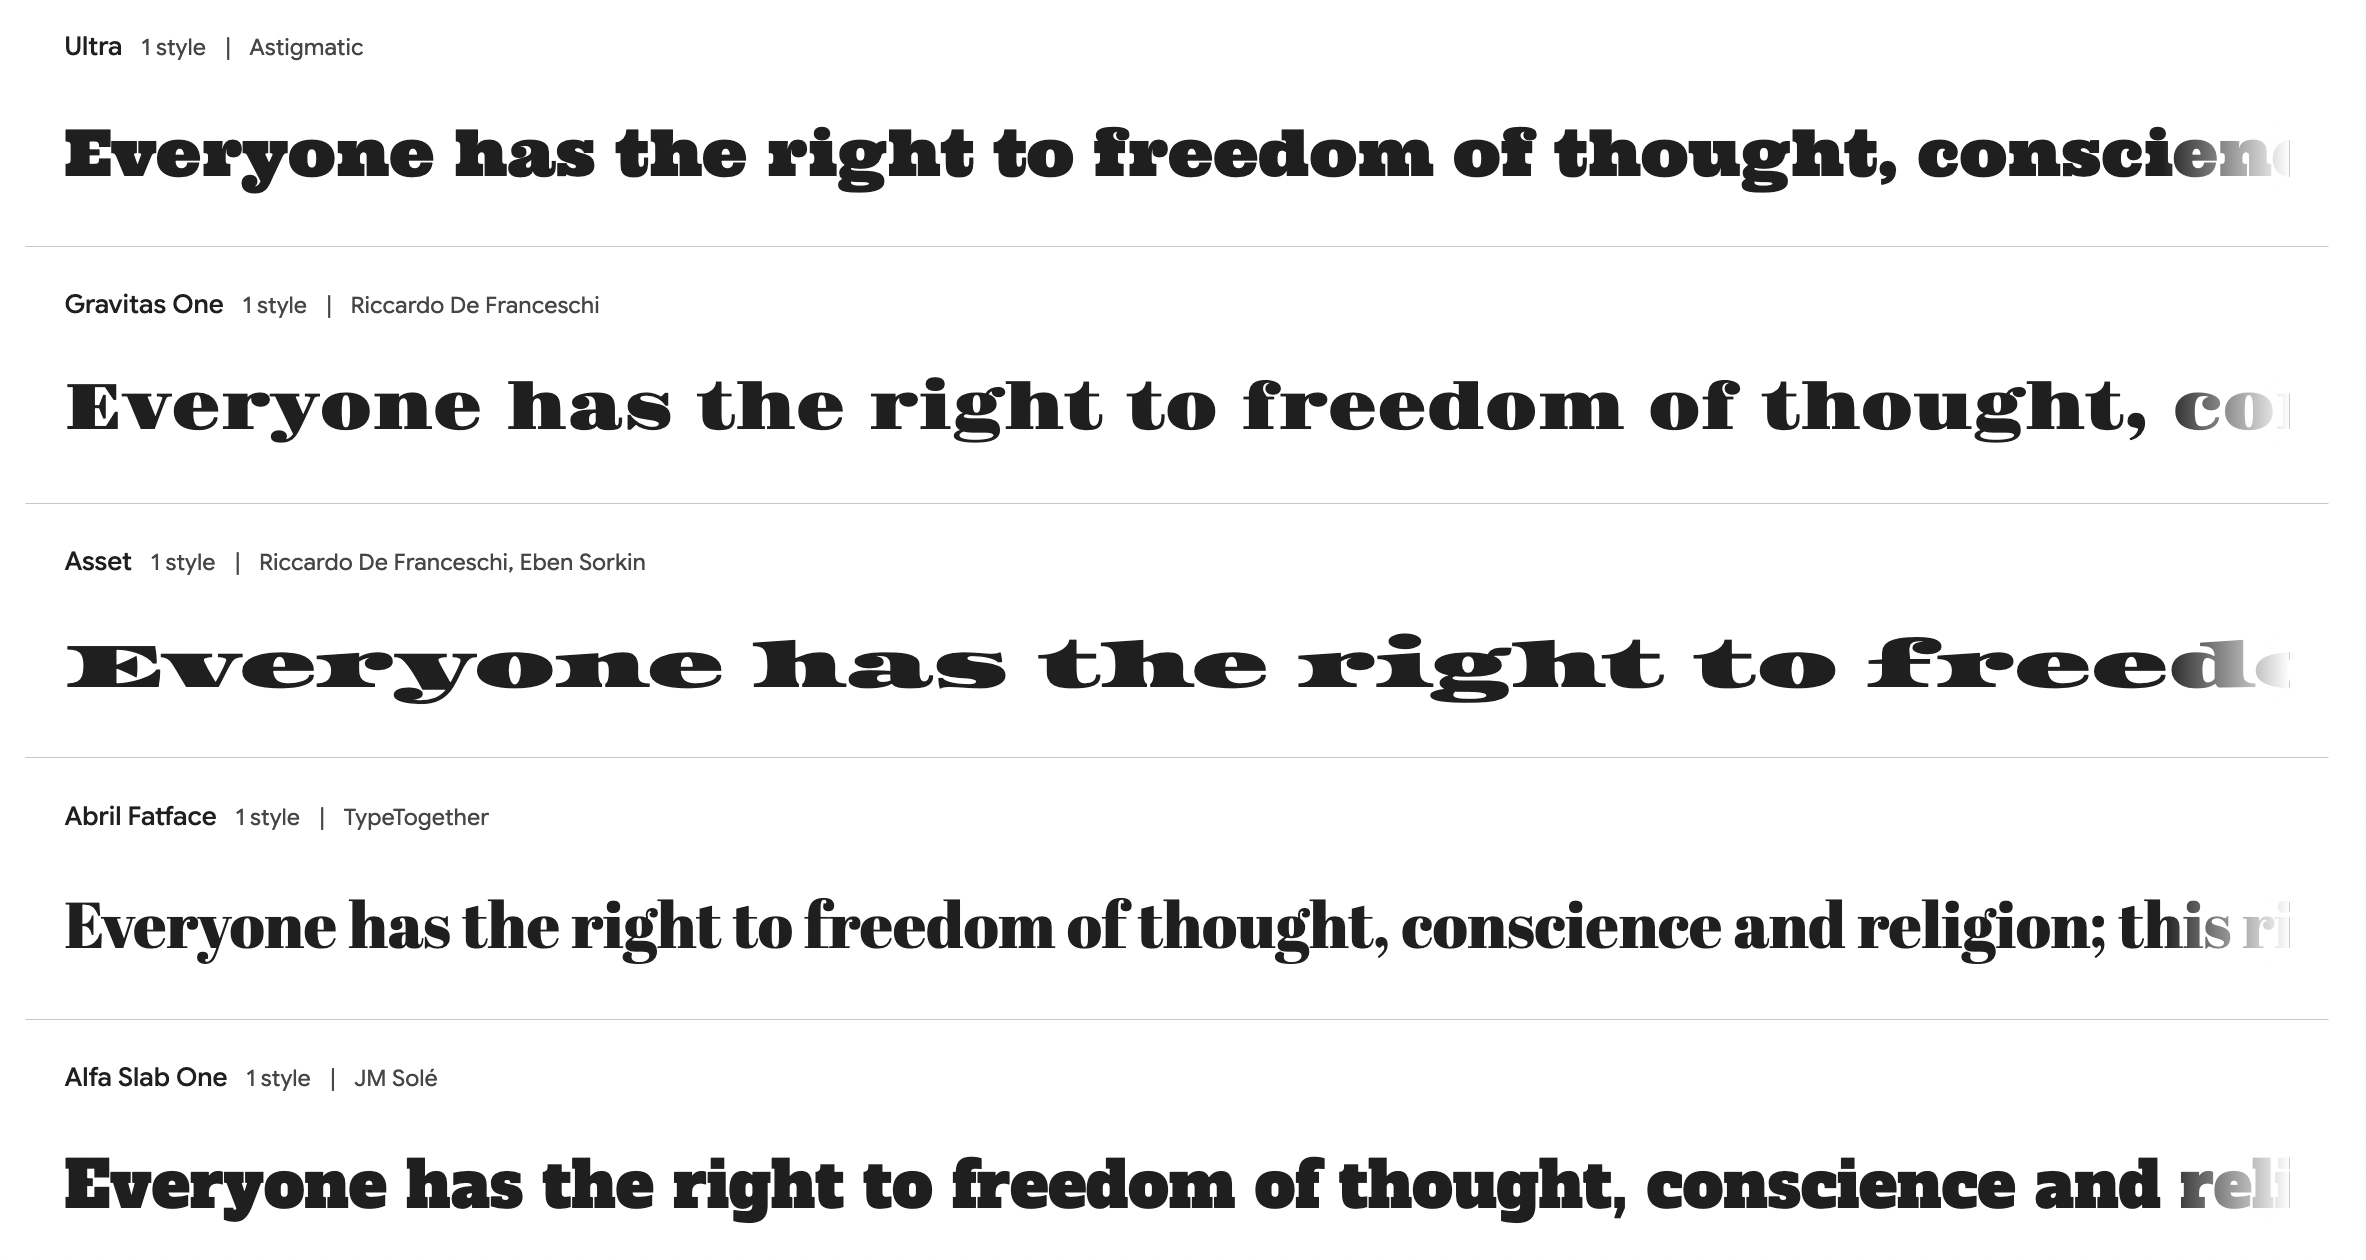 Ultra 1 style | Astigmatic
Everyone has the right to freedom of thought, conscien
Gravitas One 1 style | Riccardo De Franceschi
Everyone has the right to freedom of thought, co
Asset 1 style | Riccardo De Franceschi, Eben Sorkin
Everyone has the right to freed
Abril Fatface 1 style | TypeTogether
Everyone has the right to freedom of thought, conscience and religion; this ri
Alfa Slab One 1 style | JM Solé
Everyone has the right to freedom of thought, conscience and reli